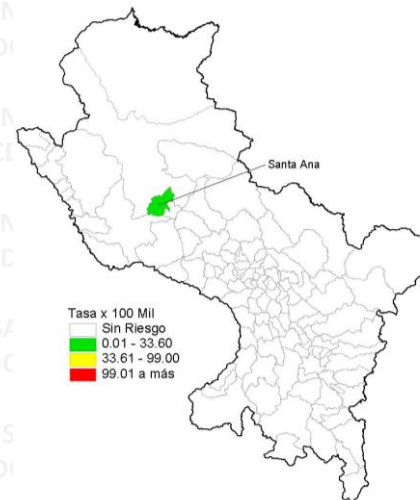 Santa Ana
Tasa x 100 Mil
Sin Riesgo
0.01 - 33.60
33.61 - 99.00
99.01 a más